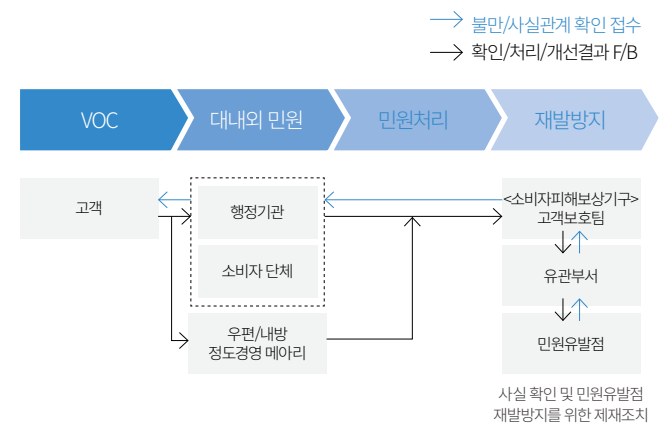 불만/사실관계 확인 접수
확인/처리/개선결과 F/B
VOC
대내외 민원
민원처리
재발방지
고객
행정기관
소비자 단체
우편/내방
정도경영 메아리
<소비자피해보상기구>
고객보호팀
유관부서
민원유발점
사실 확인 및 민원유발점
재발방지를 위한 제재조치